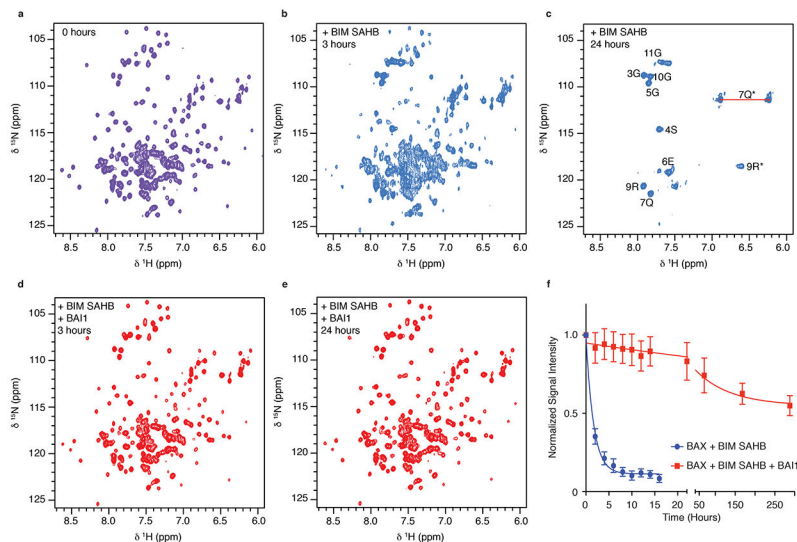 a
0 hours
105
110
115
120
125
δ ¹⁵N (ppm)
8.5 8.0 7.5 7.0 6.5 6.0
δ ¹H (ppm)
b
+ BIM SAHB
3 hours
105
110
115
120
125
δ ¹⁵N (ppm)
8.5 8.0 7.5 7.0 6.5 6.0
δ ¹H (ppm)
c
+ BIM SAHB
24 hours
11G
3G
10G
5G
7Q*
4S
6E
9R*
9R
7Q
105
110
115
120
125
δ ¹⁵N (ppm)
8.5 8.0 7.5 7.0 6.5 6.0
δ ¹H (ppm)
d
+ BIM SAHB
+ BAI1
3 hours
105
110
115
120
125
δ ¹⁵N (ppm)
8.5 8.0 7.5 7.0 6.5 6.0
δ ¹H (ppm)
e
+ BIM SAHB
+ BAI1
24 hours
105
110
115
120
125
δ ¹⁵N (ppm)
8.5 8.0 7.5 7.0 6.5 6.0
δ ¹H (ppm)
f
1.0
0.5
0
Normalized Signal Intensity
BAX + BIM SAHB
BAX + BIM SAHB + BAI1
0 5 10 15 20 50 150 250
Time (Hours)